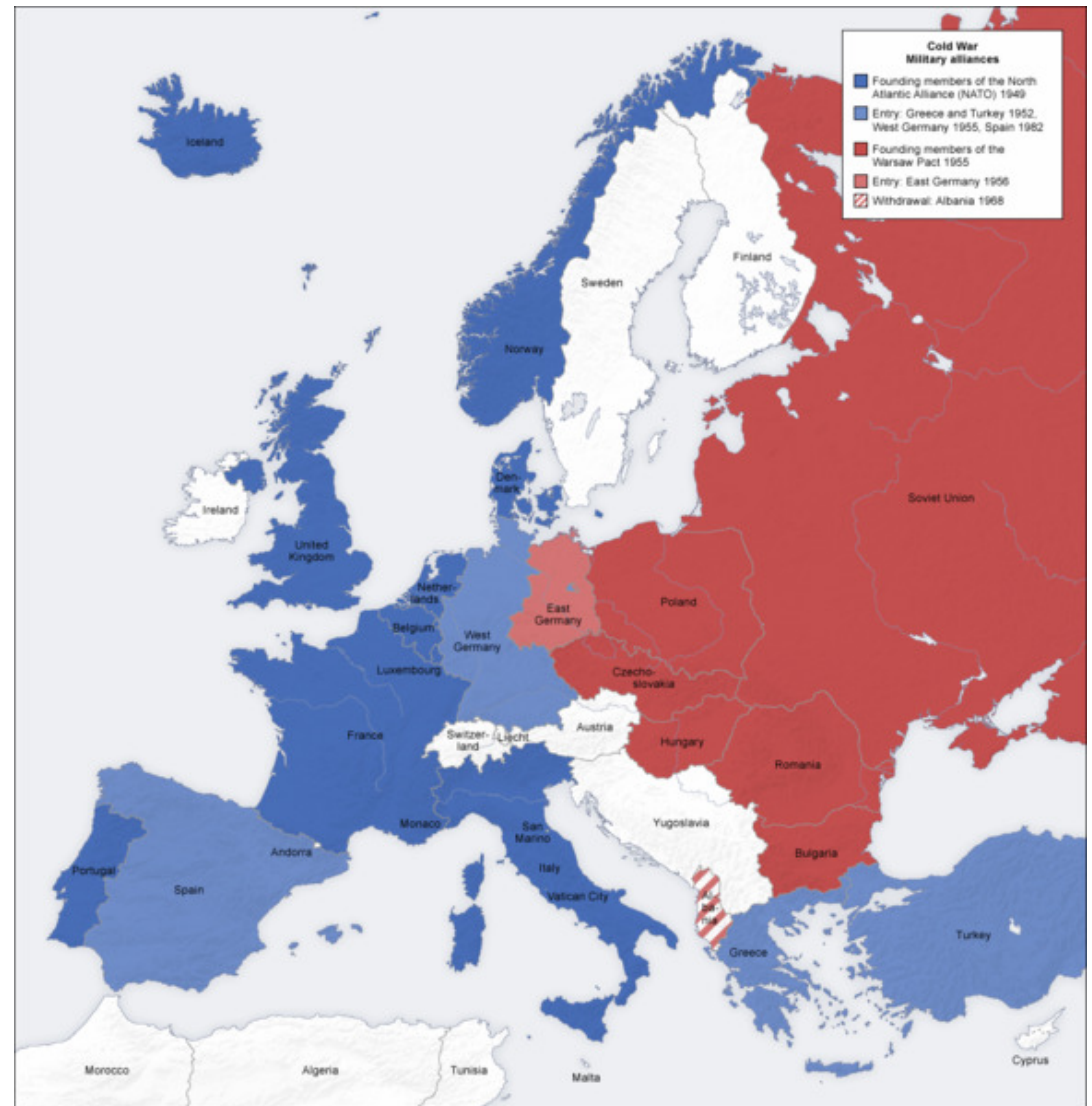 Cold War
Military alliances
Founding members of the North
Atlantic Alliance (NATO) 1949
Entry: Greece and Turkey 1952,
West Germany 1955, Spain 1982
Founding members of the
Warsaw Pact 1955
Entry: East Germany 1956
Withdrawal: Albania 1968
Iceland
Finland
Sweden
Norway
Den-
mark
Soviet Union
Ireland
United
Kingdom
Nether-
lands
East
Germany
Poland
Belgium
West
Germany
Luxembourg
Czecho-
slovakia
France
Switzer-
land
Liecht
Austria
Hungary
Romania
Monaco
San
Marino
Yugoslavia
Andorra
Bulgaria
Portugal
Spain
Italy
Vatican City
Al-
ba-
nia
Greece
Turkey
Morocco
Algeria
Tunisia
Malta
Cyprus